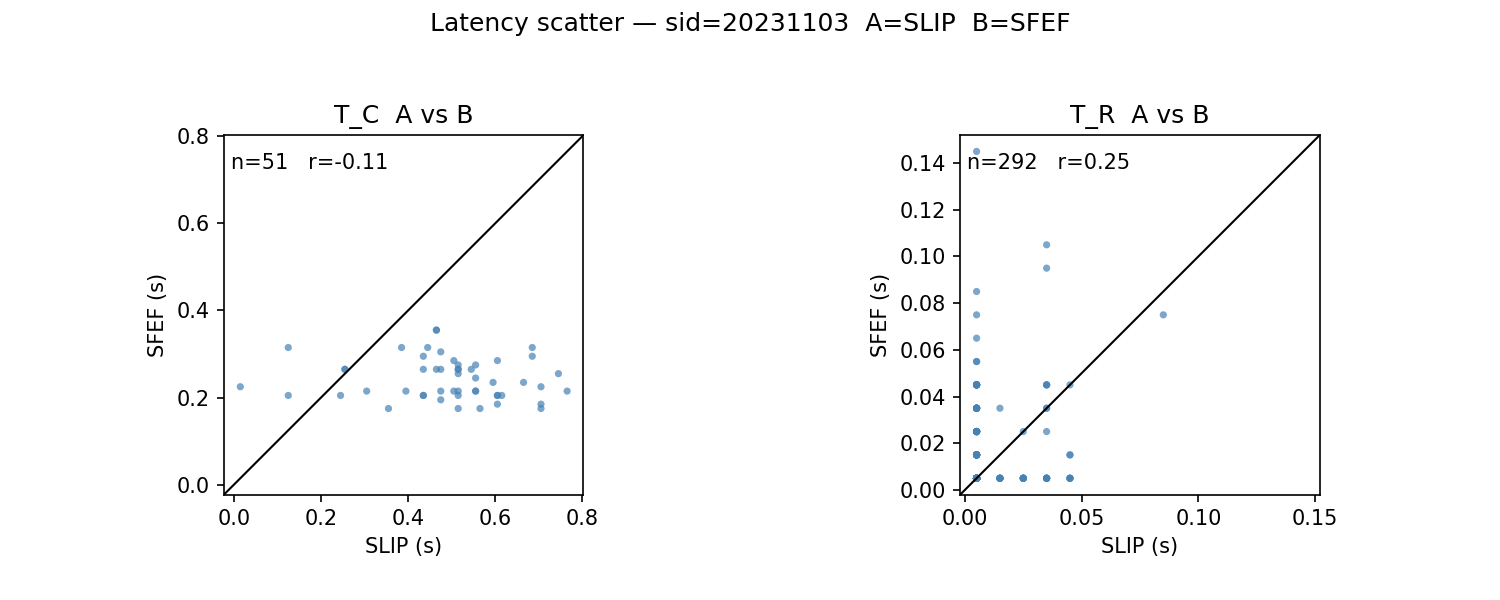 Latency scatter — sid=20231103  A=SLIP  B=SFEF
T_C  A vs B
n=51   r=-0.11
0.8
0.6
0.4
0.2
0.0
SFEF (s)
0.0 0.2 0.4 0.6 0.8
SLIP (s)
T_R  A vs B
n=292   r=0.25
0.14
0.12
0.10
0.08
0.06
0.04
0.02
0.00
SFEF (s)
0.00 0.05 0.10 0.15
SLIP (s)